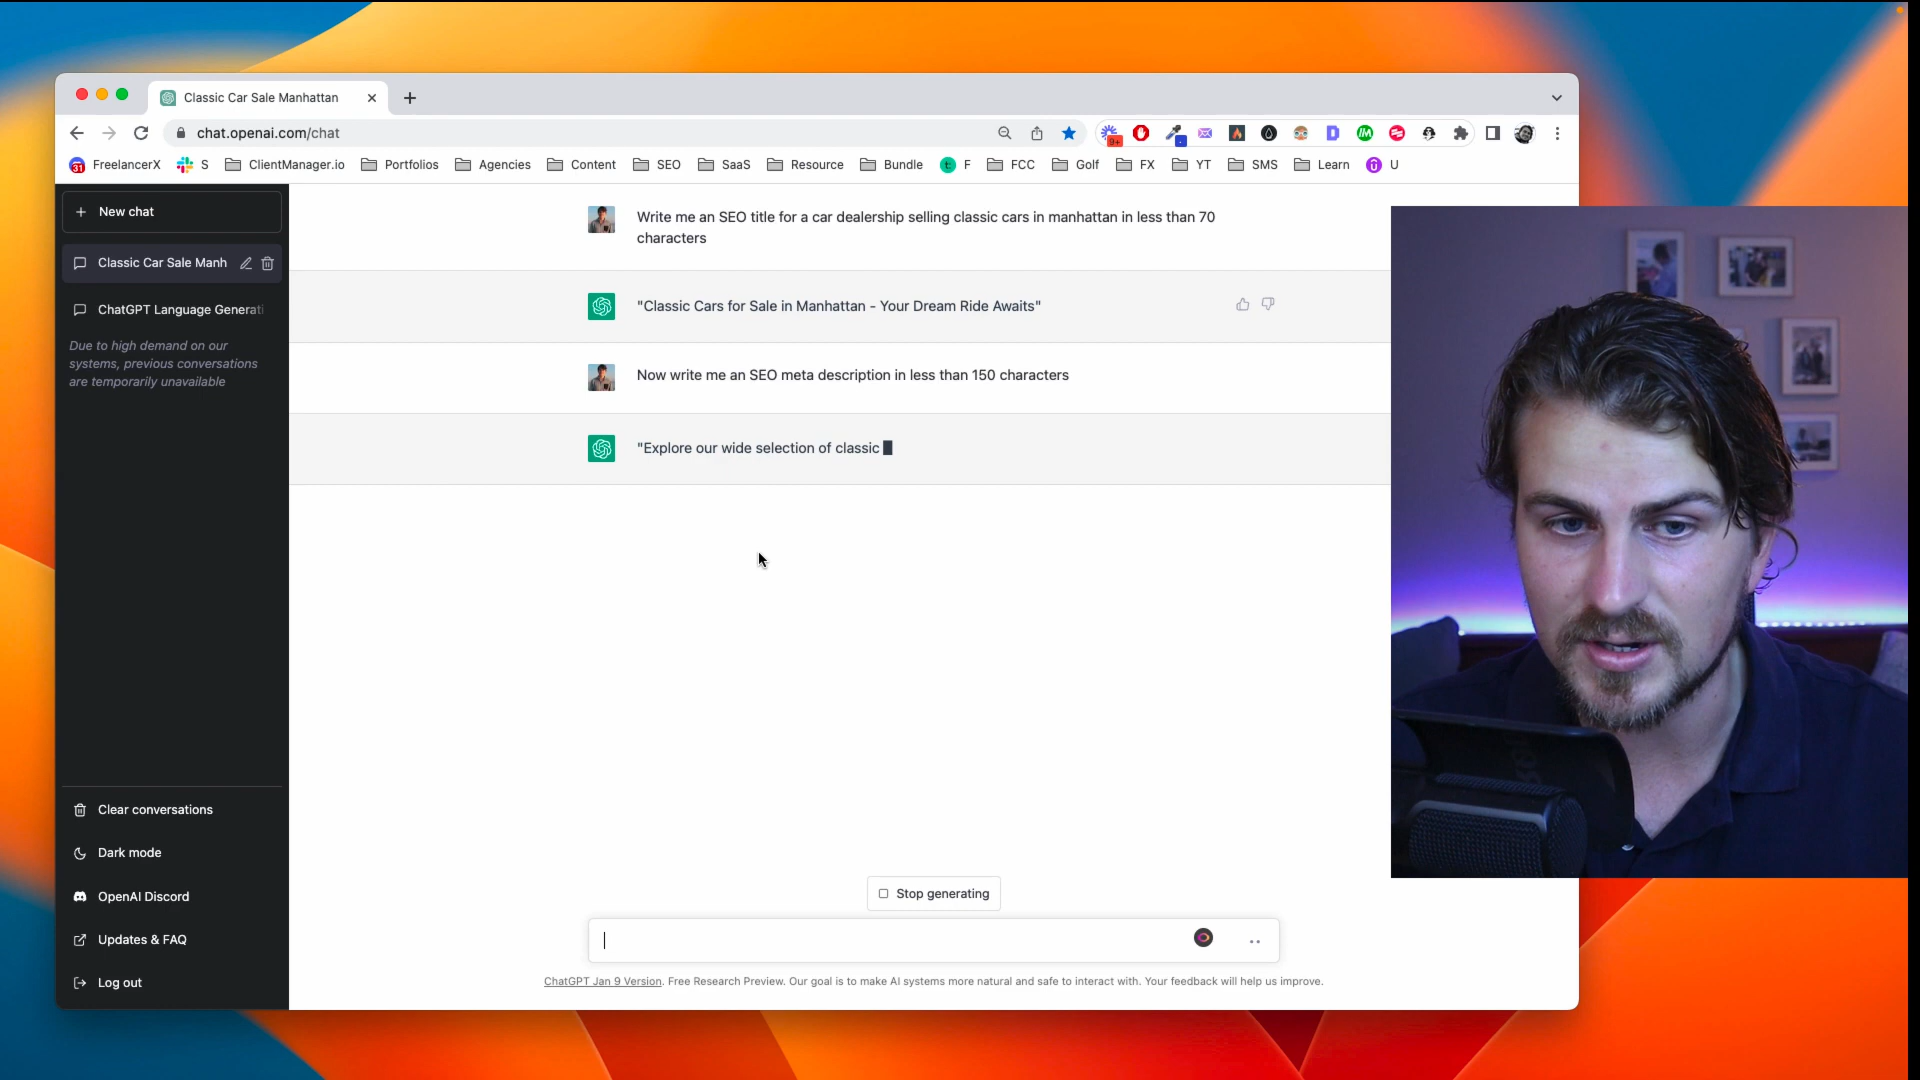 Classic Car Sale Manhattan
chat.openai.com/chat
9+
31 FreelancerX S ClientManager.io Portfolios Agencies Content SEO SaaS Resource Bundle t F FCC Golf FX YT SMS Learn U U
New chat
Classic Car Sale Manh
ChatGPT Language Generati
Due to high demand on our
systems, previous conversations
are temporarily unavailable
Write me an SEO title for a car dealership selling classic cars in manhattan in less than 70
characters
"Classic Cars for Sale in Manhattan - Your Dream Ride Awaits"
Now write me an SEO meta description in less than 150 characters
"Explore our wide selection of classic
Clear conversations
Dark mode
OpenAI Discord
Updates & FAQ
Log out
Stop generating
ChatGPT Jan 9 Version. Free Research Preview. Our goal is to make AI systems more natural and safe to interact with. Your feedback will help us improve.